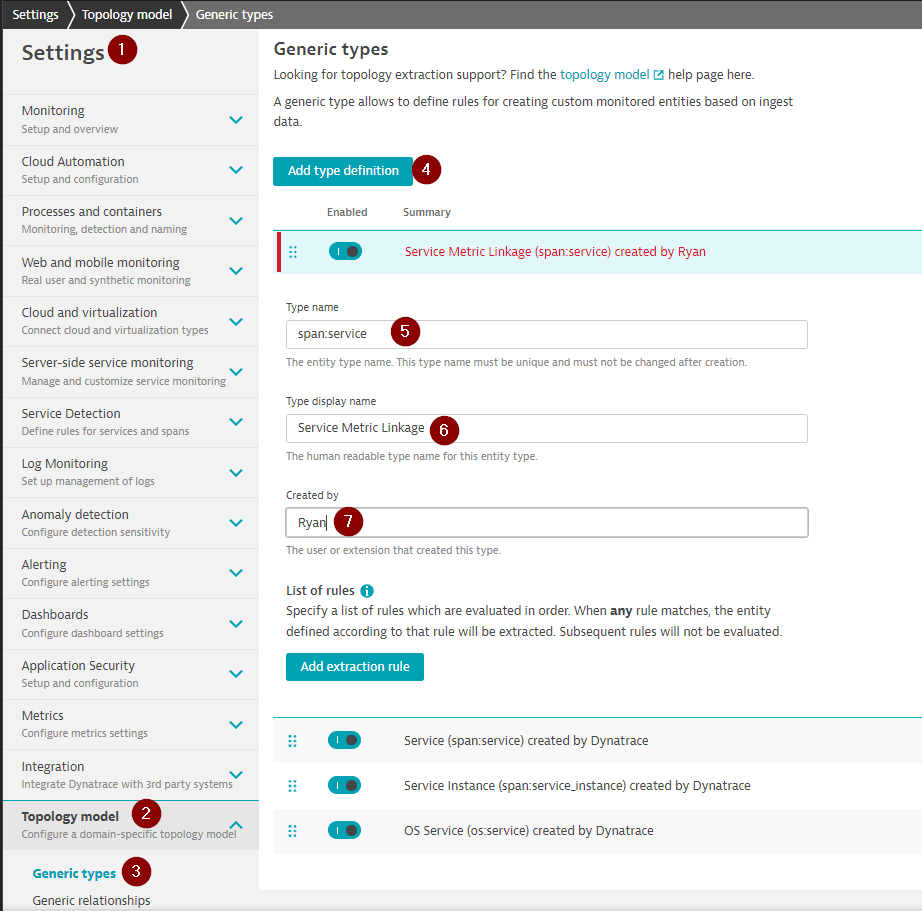 Settings Topology model Generic types
Settings 1
Monitoring
Setup and overview
Cloud Automation
Setup and configuration
Processes and containers
Monitoring, detection and naming
Web and mobile monitoring
Real user and synthetic monitoring
Cloud and virtualization
Connect cloud and virtualization types
Server-side service monitoring
Manage and customize service monitoring
Service Detection
Define rules for services and spans
Log Monitoring
Set up management of logs
Anomaly detection
Configure detection sensitivity
Alerting
Configure alerting settings
Dashboards
Configure dashboard settings
Application Security
Setup and configuration
Metrics
Configure metrics settings
Integration
Integrate Dynatrace with 3rd party systems
Topology model 2
Configure a domain-specific topology model
Generic types 3
Generic relationships
Generic types
Looking for topology extraction support? Find the topology model help page here.
A generic type allows to define rules for creating custom monitored entities based on ingest
data.
Add type definition 4
Enabled Summary
Service Metric Linkage (span:service) created by Ryan
Type name
span:service 5
The entity type name. This type name must be unique and must not be changed after creation.
Type display name
Service Metric Linkage 6
The human readable type name for this entity type.
Created by
Ryan 7
The user or extension that created this type.
List of rules
Specify a list of rules which are evaluated in order. When any rule matches, the entity
defined according to that rule will be extracted. Subsequent rules will not be evaluated.
Add extraction rule
Service (span:service) created by Dynatrace
Service Instance (span:service_instance) created by Dynatrace
OS Service (os:service) created by Dynatrace